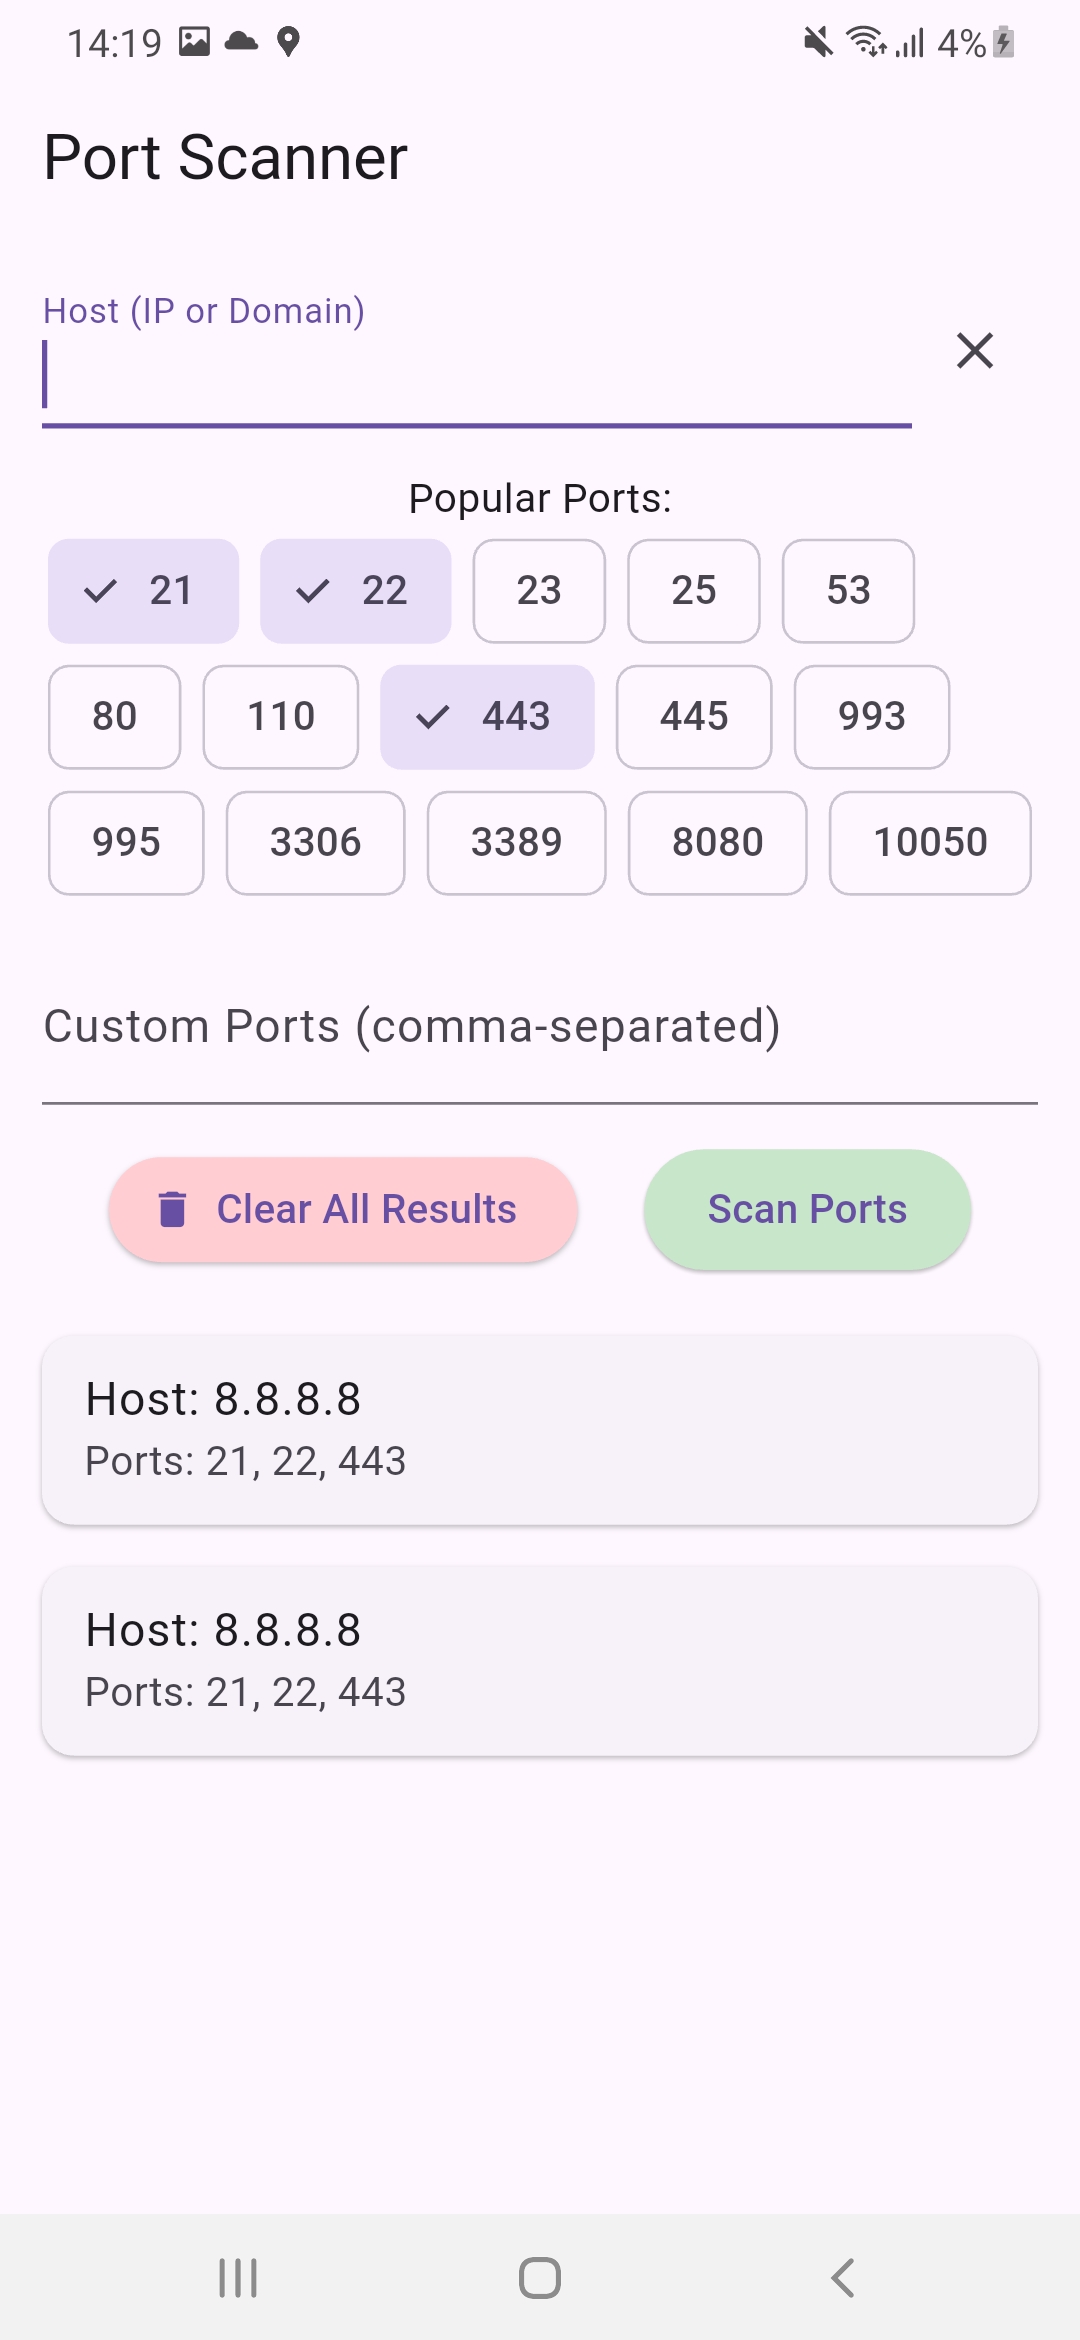 14:19 4%
Port Scanner
Host (IP or Domain)
Popular Ports:
21 22 23 25 53
80 110 443 445 993
995 3306 3389 8080 10050
Custom Ports (comma-separated)
Clear All Results Scan Ports
Host: 8.8.8.8
Ports: 21, 22, 443
Host: 8.8.8.8
Ports: 21, 22, 443